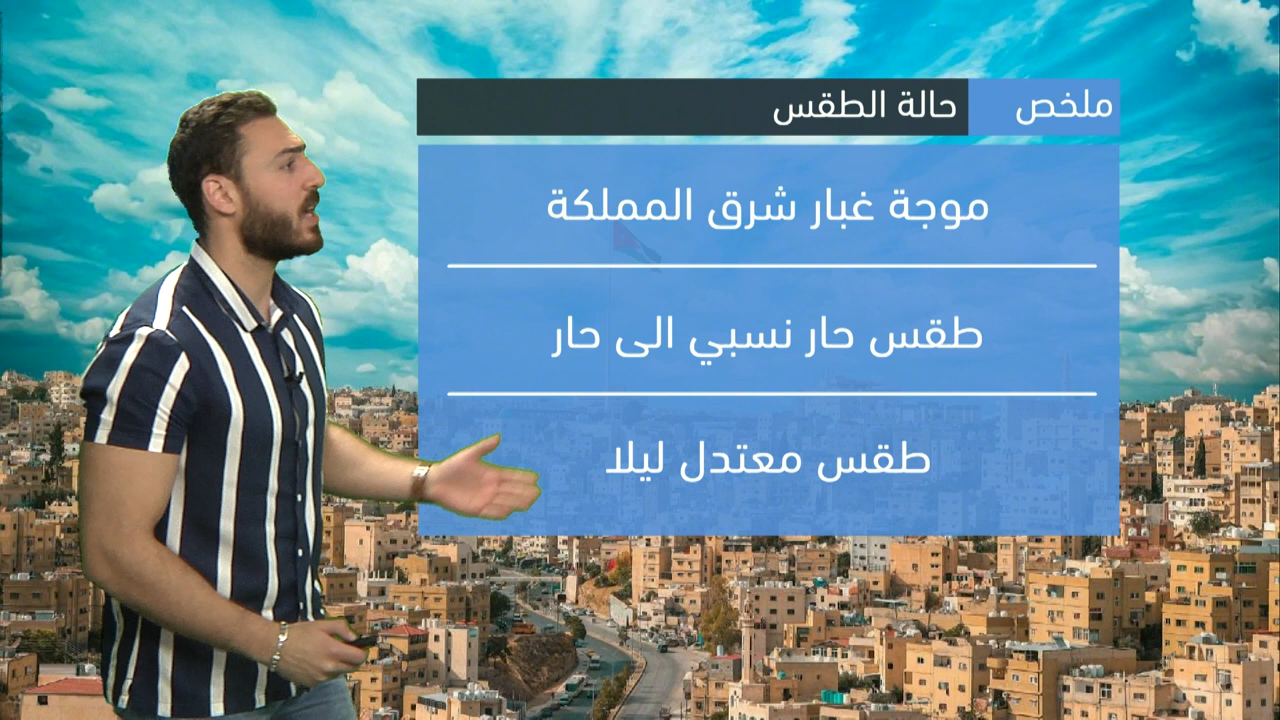 ملخص حالة الطقس
موجة غبار شرق المملكة
طقس حار نسبي الى حار
طقس معتدل ليلا